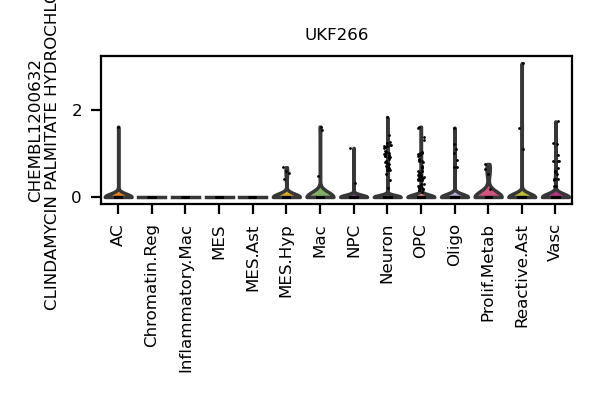 UKF266
CHEMBL1200632
CLINDAMYCIN PALMITATE
2
0
AC
Chromatin.Reg
Inflammatory.Mac
MES
MES.Ast
MES.Hyp
Mac
NPC
Neuron
OPC
Oligo
Prolif.Metab
Reactive.Ast
Vasc